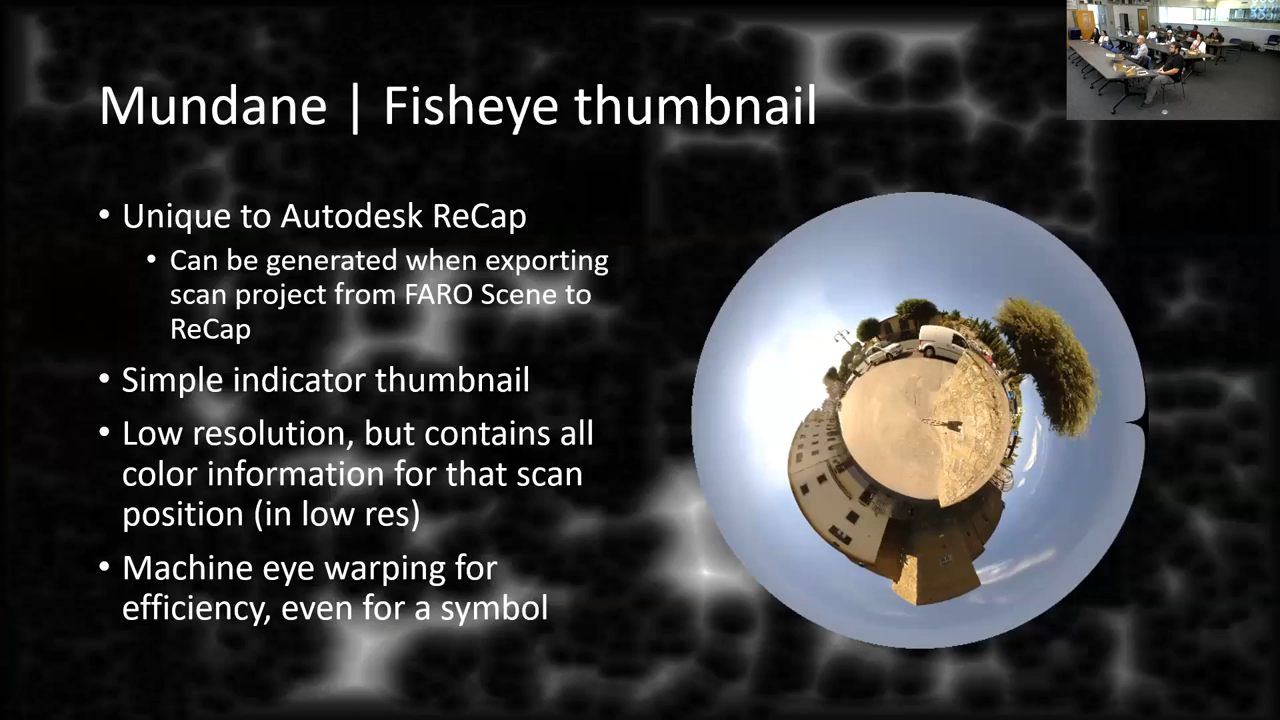 Mundane | Fisheye thumbnail
• Unique to Autodesk ReCap
• Can be generated when exporting
scan project from FARO Scene to
ReCap
• Simple indicator thumbnail
• Low resolution, but contains all
color information for that scan
position (in low res)
• Machine eye warping for
efficiency, even for a symbol